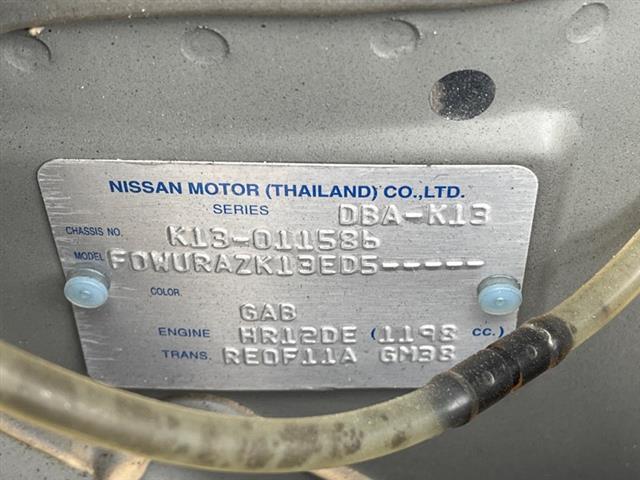 NISSAN MOTOR (THAILAND) CO.,LTD.
SERIES DBA-K13
CHASSIS NO. K13-011586
MODEL FDWURAZK13ED5-----
COLOR
GAB
ENGINE HR12DE (1198 CC.)
TRANS. RE0F11A GM38